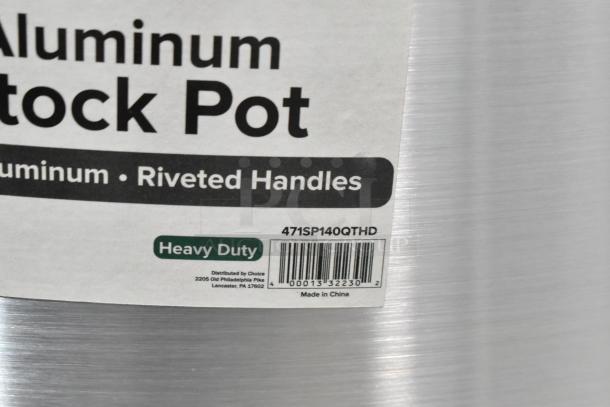 Aluminum
tock Pot
uminum • Riveted Handles
471SP140QTHD
Heavy Duty
Distributed by Choice
2205 Old Philadelphia Pike
Lancaster, PA 17602
4 00013 32230 2
Made in China
PCI